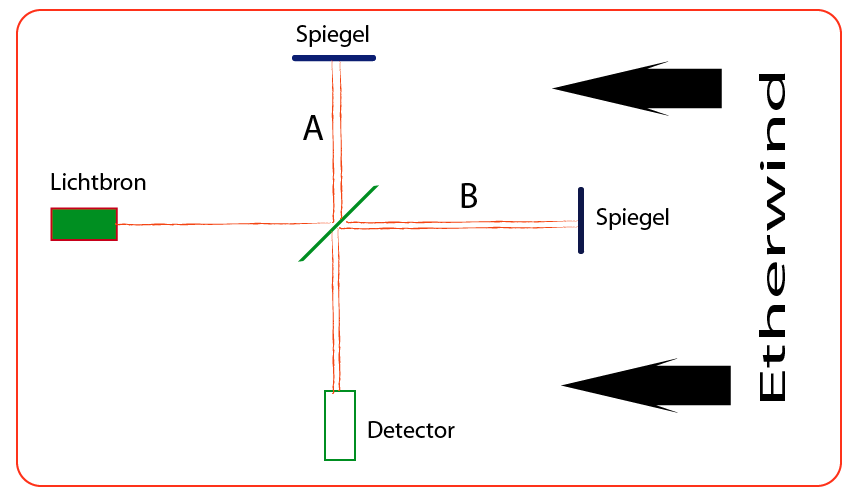 Spiegel
A
Lichtbron
B
Spiegel
Detector
Etherwind